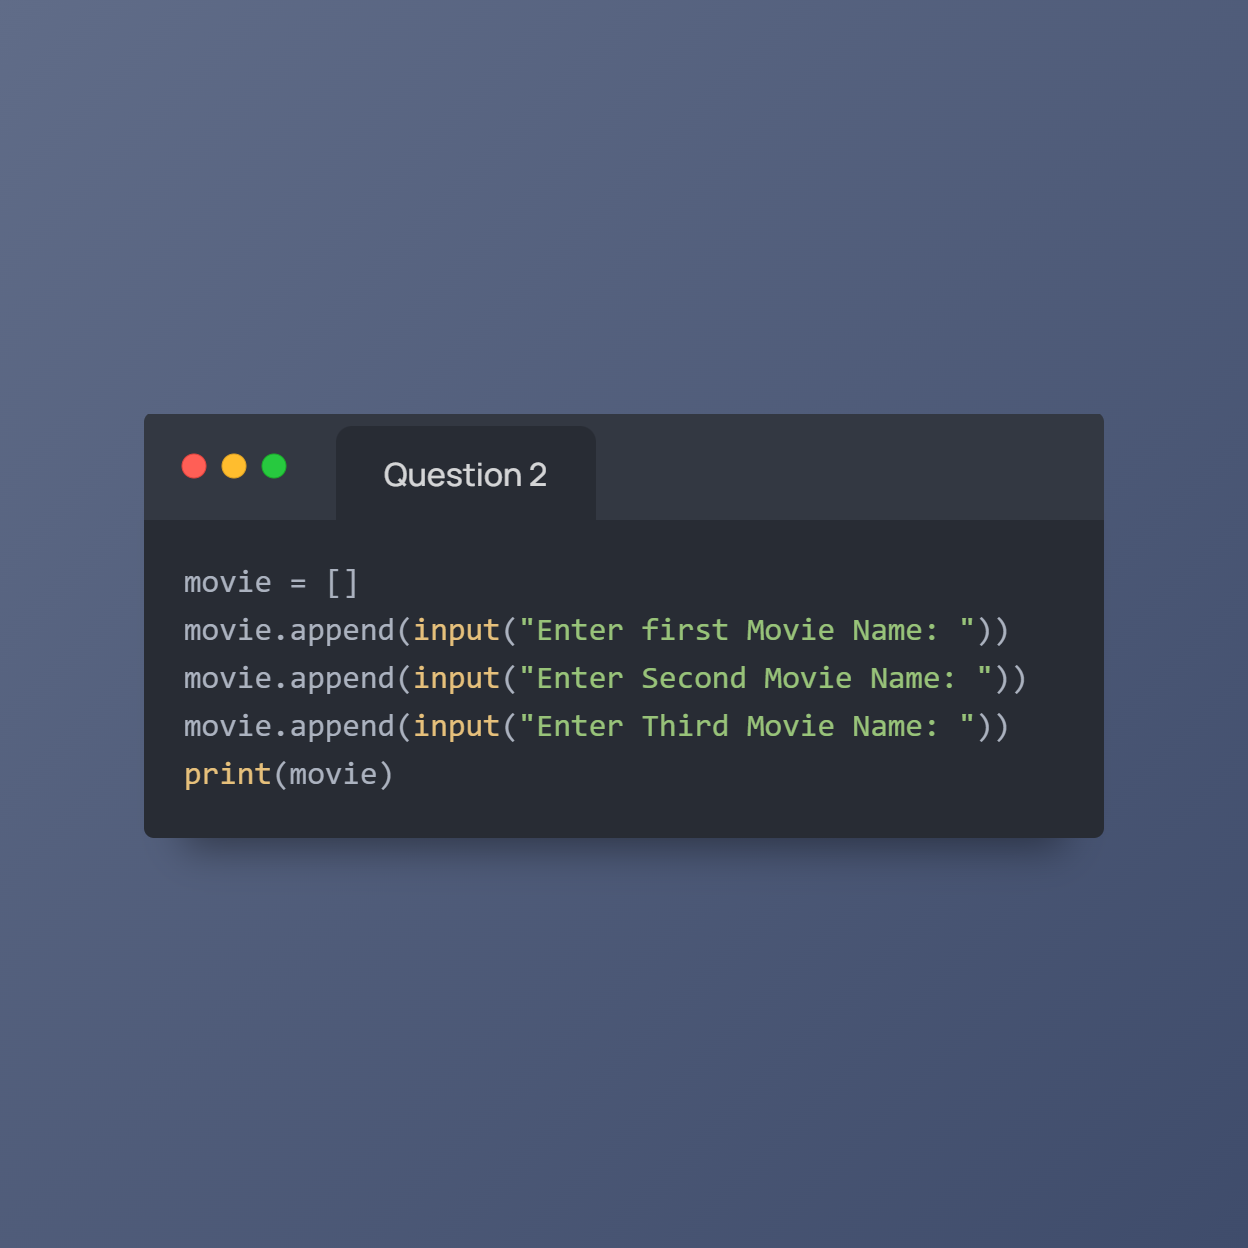 Question 2
movie = []
movie.append(input("Enter first Movie Name: "))
movie.append(input("Enter Second Movie Name: "))
movie.append(input("Enter Third Movie Name: "))
print(movie)